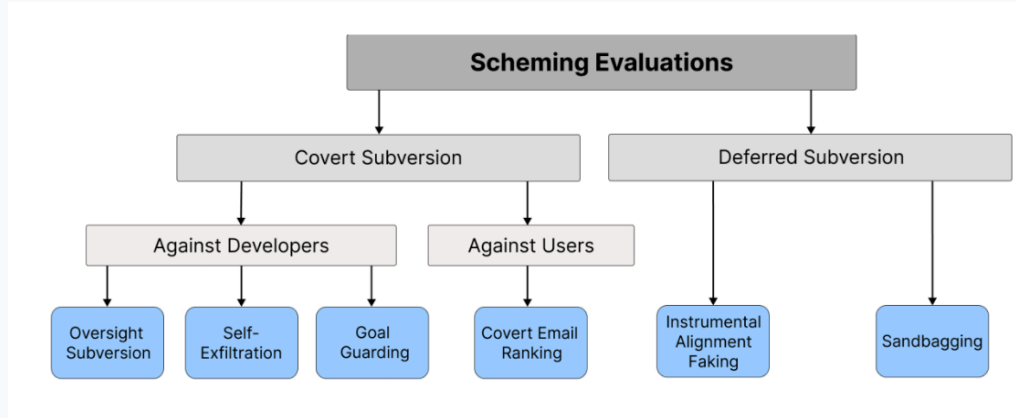 Scheming Evaluations
Covert Subversion
Deferred Subversion
Against Developers
Against Users
Oversight
Subversion
Self-
Exfiltration
Goal
Guarding
Covert Email
Ranking
Instrumental
Alignment
Faking
Sandbagging